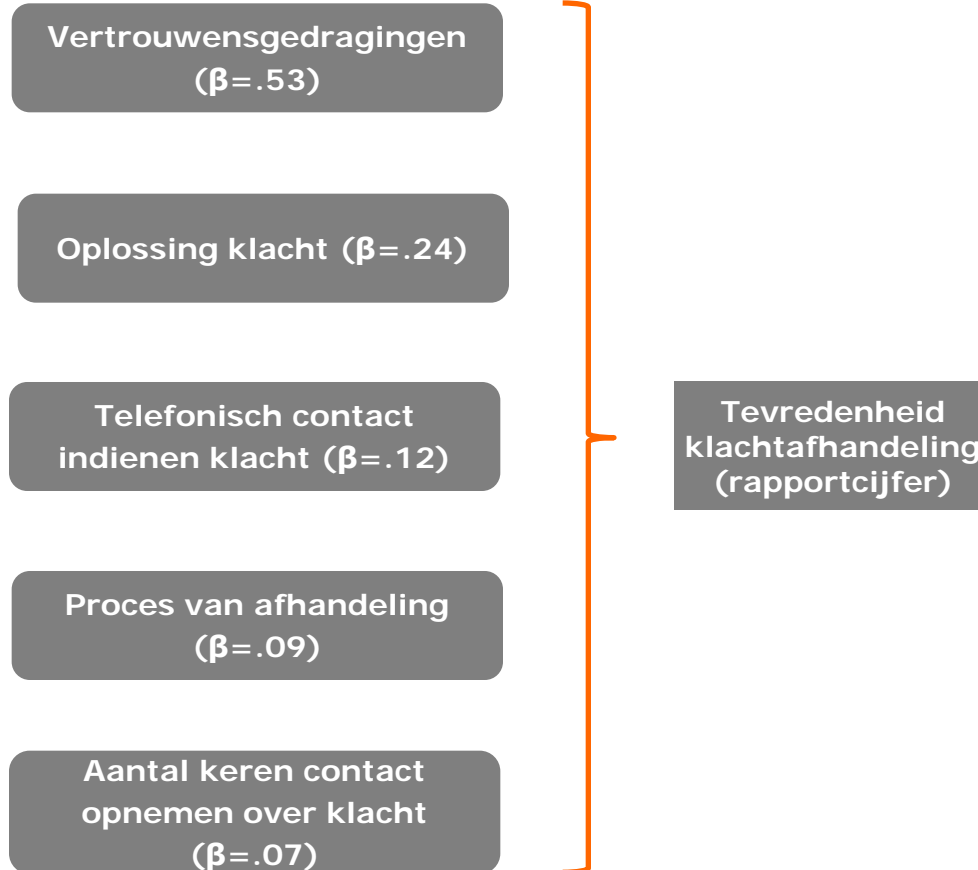 Vertrouwensgedragingen
(β=.53)
Oplossing klacht (β=.24)
Telefonisch contact
indienen klacht (β=.12)
Proces van afhandeling
(β=.09)
Aantal keren contact
opnemen over klacht
(β=.07)
Tevredenheid
klachtafhandeling
(rapportcijfer)